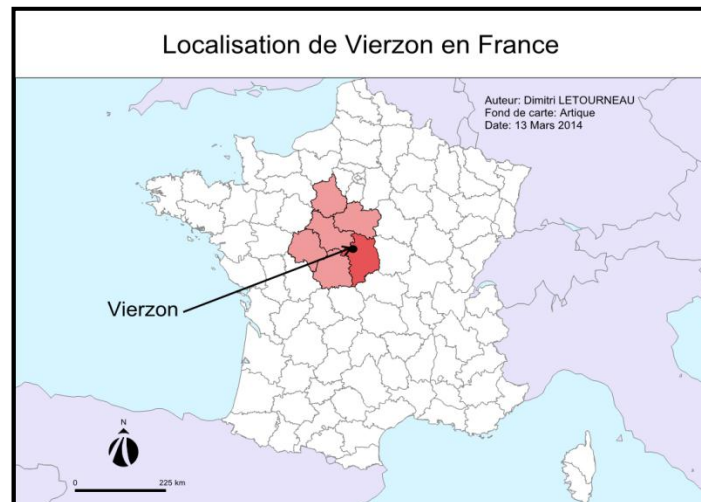 Localisation de Vierzon en France
Auteur: Dimitri LETOURNEAU
Fond de carte: Artique
Date: 13 Mars 2014
Vierzon
N
0 225 km